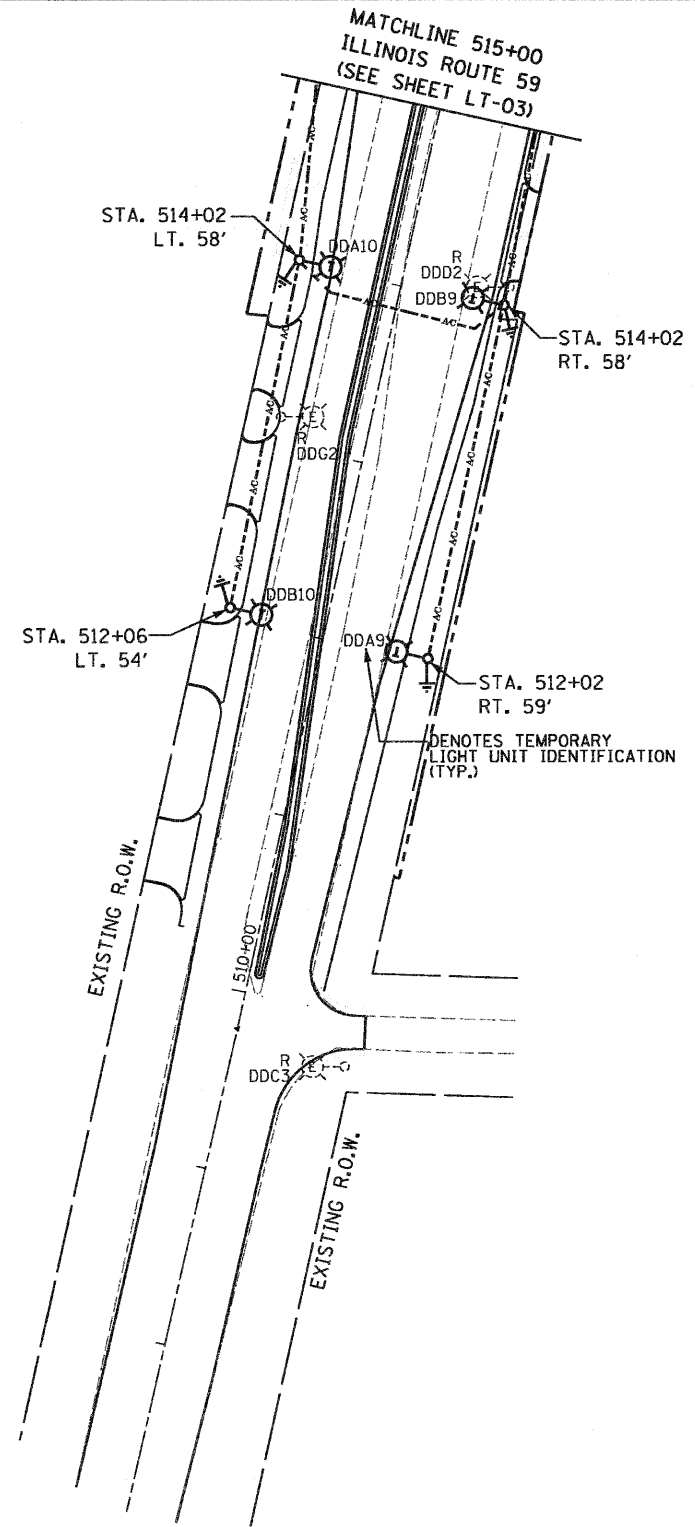 MATCHLINE 515+00
ILLINOIS ROUTE 59
(SEE SHEET LT-03)
STA. 514+02
LT. 58'
DDA10
R
DDD2
E
DDB9
STA. 514+02
RT. 58'
A/C
A/C
A/C
A/C
A/C
A/C
A/C
A/C
A/C
E
R
DDG2
DDB10
STA. 512+06
LT. 54'
DDA9
STA. 512+02
RT. 59'
DENOTES TEMPORARY
LIGHT UNIT IDENTIFICATION
(TYP.)
EXISTING R.O.W.
510+00
R
DDC3
E
EXISTING R.O.W.